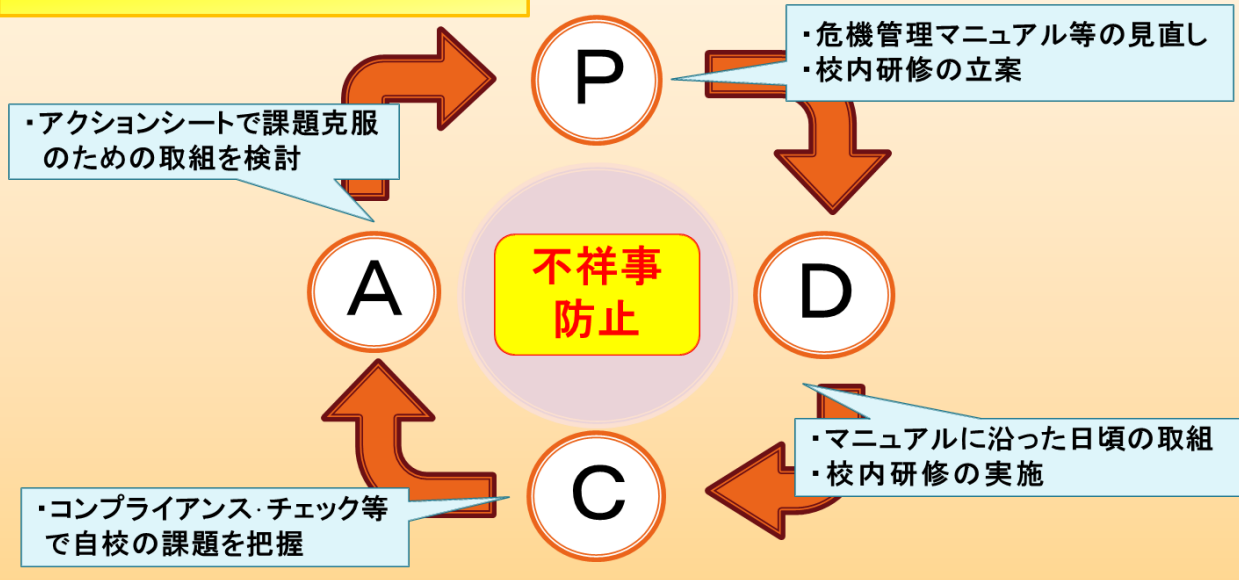 P
・危機管理マニュアル等の見直し
・校内研修の立案
・アクションシートで課題克服
のための取組を検討
A
不祥事
防止
D
・マニュアルに沿った日頃の取組
・校内研修の実施
C
・コンプライアンス・チェック等
で自校の課題を把握